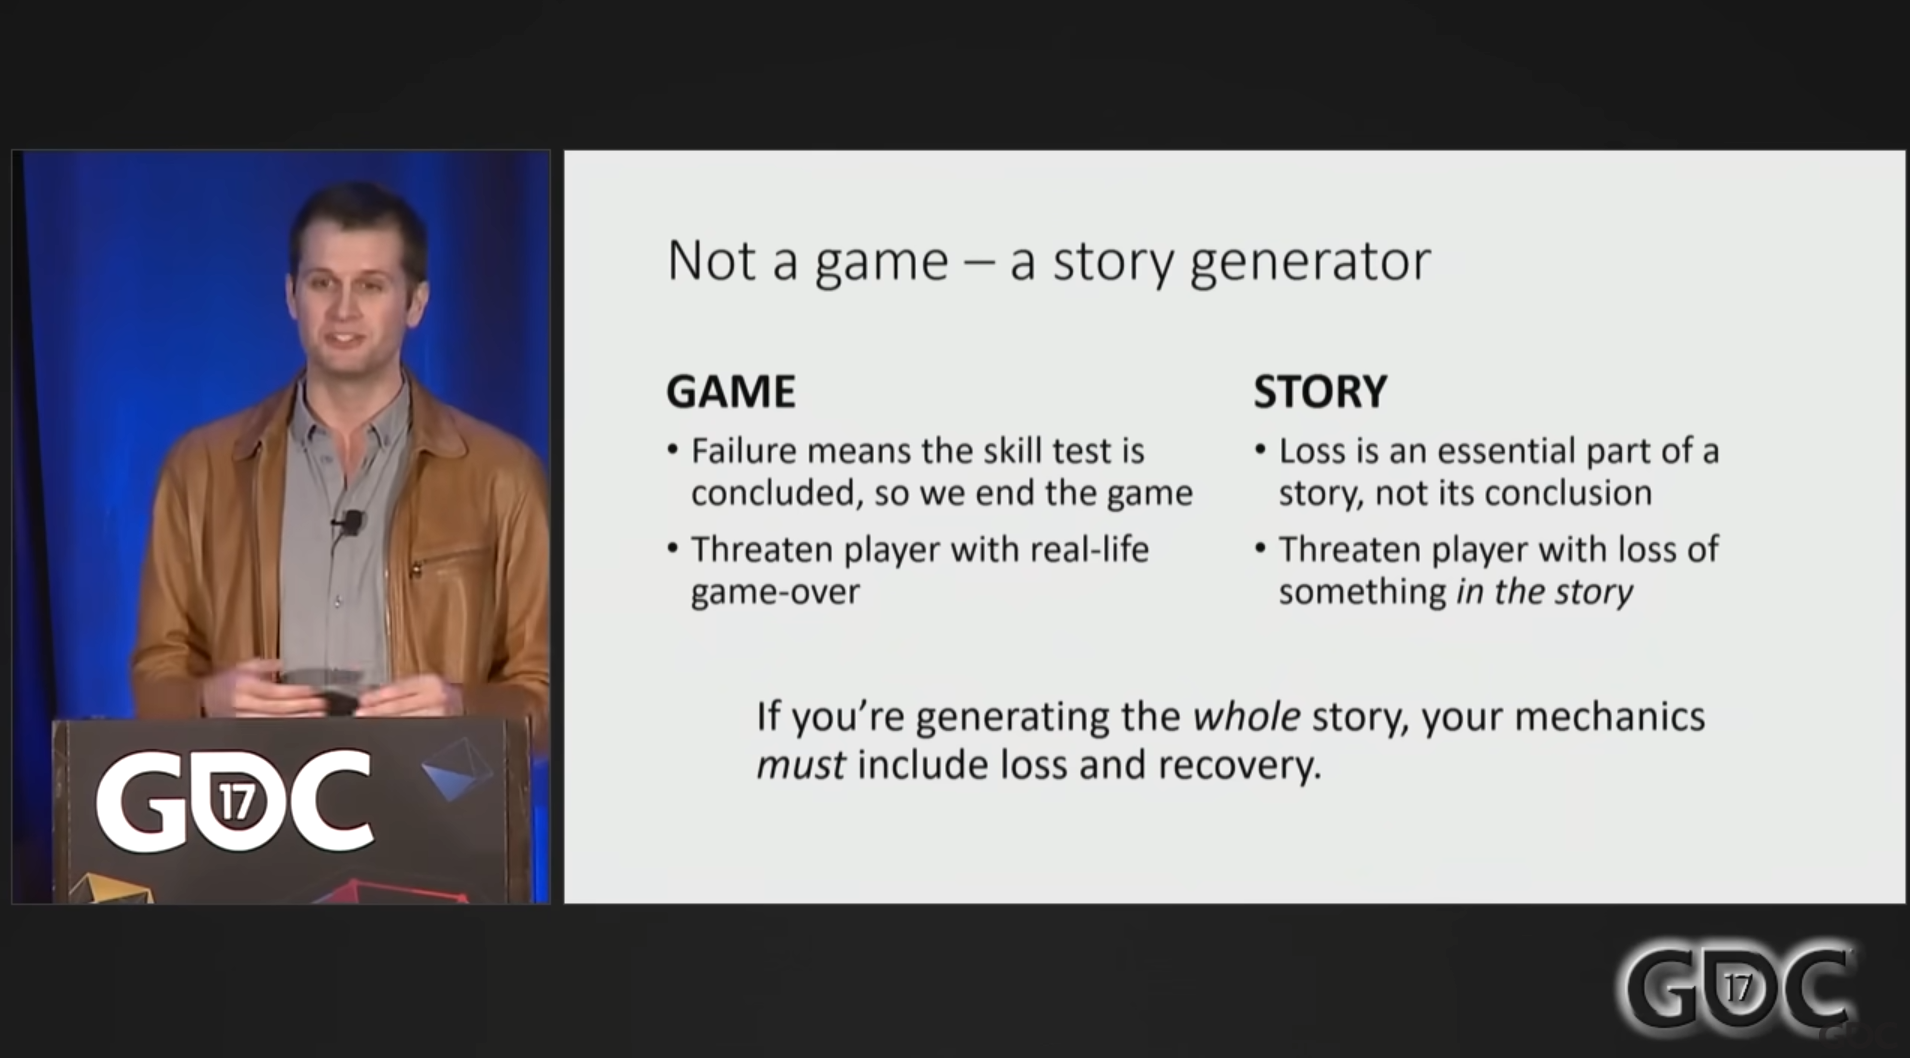 Not a game – a story generator
GAME
• Failure means the skill test is
concluded, so we end the game
• Threaten player with real-life
game-over
STORY
• Loss is an essential part of a
story, not its conclusion
• Threaten player with loss of
something in the story
If you’re generating the whole story, your mechanics
must include loss and recovery.
GDC
17
GDC
17